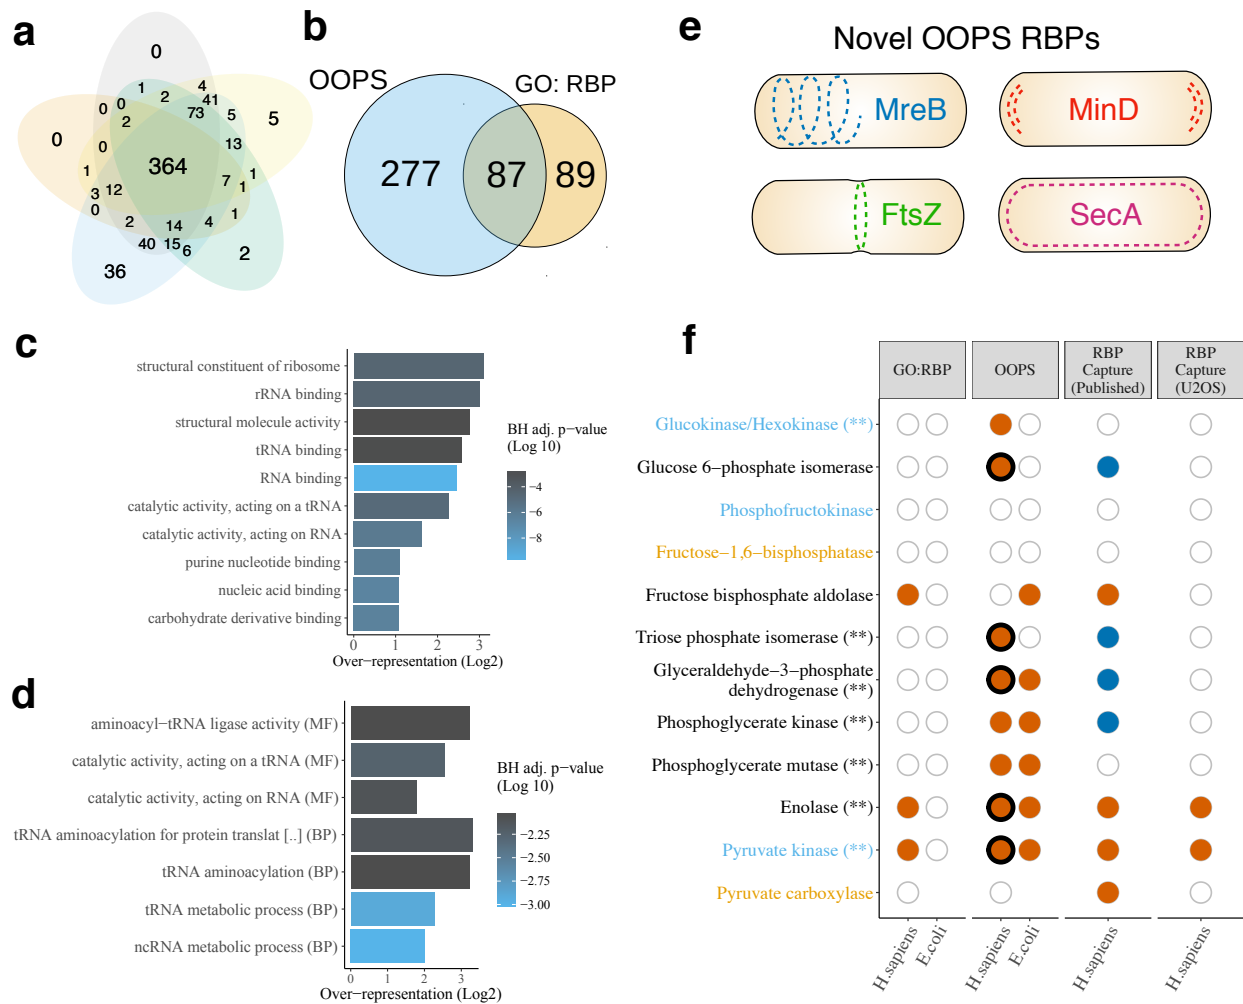 a
0
1
4
0
0
2
41
73
5
5
2
0
13
0
364
1
7
1
1
3
12
0
1
2
14
4
40
15
6
2
36
b
OOPS
GO: RBP
277
87
89
e
Novel OOPS RBPs
MreB
MinD
FtsZ
SecA
c
structural constituent of ribosome
rRNA binding
structural molecule activity
tRNA binding
RNA binding
catalytic activity, acting on a tRNA
catalytic activity, acting on RNA
purine nucleotide binding
nucleic acid binding
carbohydrate derivative binding
0 1 2 3
Over−representation (Log2)
BH adj. p−value
(Log 10)
−4
−6
−8
d
aminoacyl−tRNA ligase activity (MF)
catalytic activity, acting on a tRNA (MF)
catalytic activity, acting on RNA (MF)
tRNA aminoacylation for protein translat [..] (BP)
tRNA aminoacylation (BP)
tRNA metabolic process (BP)
ncRNA metabolic process (BP)
0 1 2 3
Over−representation (Log2)
BH adj. p−value
(Log 10)
−2.25
−2.50
−2.75
−3.00
f
GO:RBP
OOPS
RBP
Capture
(Published)
RBP
Capture
(U2OS)
Glucokinase/Hexokinase (**)
Glucose 6−phosphate isomerase
Phosphofructokinase
Fructose−1,6−bisphosphatase
Fructose bisphosphate aldolase
Triose phosphate isomerase (**)
Glyceraldehyde−3−phosphate
dehydrogenase (**)
Phosphoglycerate kinase (**)
Phosphoglycerate mutase (**)
Enolase (**)
Pyruvate kinase (**)
Pyruvate carboxylase
H.sapiens
E.coli
H.sapiens
E.coli
H.sapiens
H.sapiens